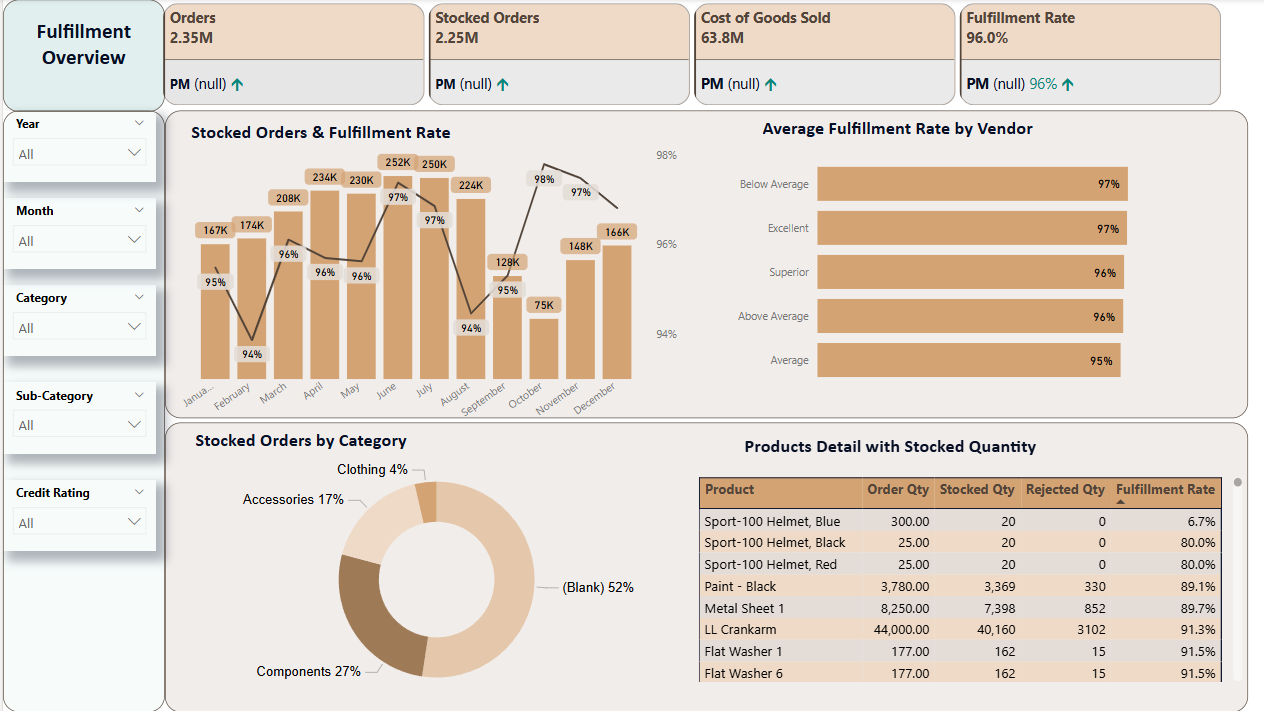 Fulfillment
Overview
Orders
2.35M
PM (null)
Stocked Orders
2.25M
PM (null)
Cost of Goods Sold
63.8M
PM (null)
Fulfillment Rate
96.0%
PM (null) 96%
Year
All
Month
All
Category
All
Sub-Category
All
Credit Rating
All
Stocked Orders & Fulfillment Rate
167K
174K
208K
234K
230K
252K
250K
224K
128K
75K
148K
166K
95%
94%
96%
96%
96%
97%
97%
94%
95%
98%
97%
98%
96%
94%
Janua...
February
March
April
May
June
July
August
September
October
November
December
Average Fulfillment Rate by Vendor
Below Average 97%
Excellent 97%
Superior 96%
Above Average 96%
Average 95%
Stocked Orders by Category
Clothing 4%
Accessories 17%
(Blank) 52%
Components 27%
Products Detail with Stocked Quantity
Product Order Qty Stocked Qty Rejected Qty Fulfillment Rate
Sport-100 Helmet, Blue 300.00 20 0 6.7%
Sport-100 Helmet, Black 25.00 20 0 80.0%
Sport-100 Helmet, Red 25.00 20 0 80.0%
Paint - Black 3,780.00 3,369 330 89.1%
Metal Sheet 1 8,250.00 7,398 852 89.7%
LL Crankarm 44,000.00 40,160 3102 91.3%
Flat Washer 1 177.00 162 15 91.5%
Flat Washer 6 177.00 162 15 91.5%